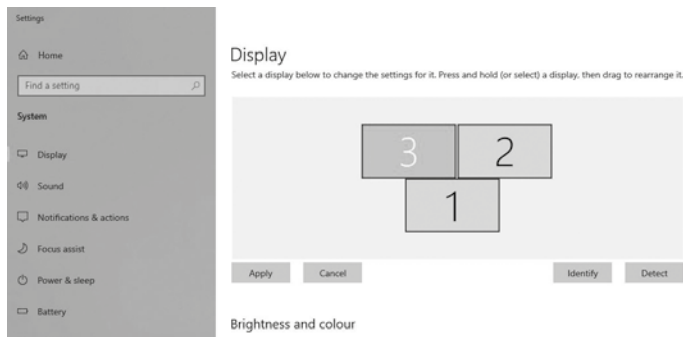 Settings
Home
Find a setting
System
Display
Sound
Notifications & actions
Focus assist
Power & sleep
Battery
Display
Select a display below to change the settings for it. Press and hold (or select) a display, then drag to rearrange it.
3 2
1
Apply Cancel Identify Detect
Brightness and colour